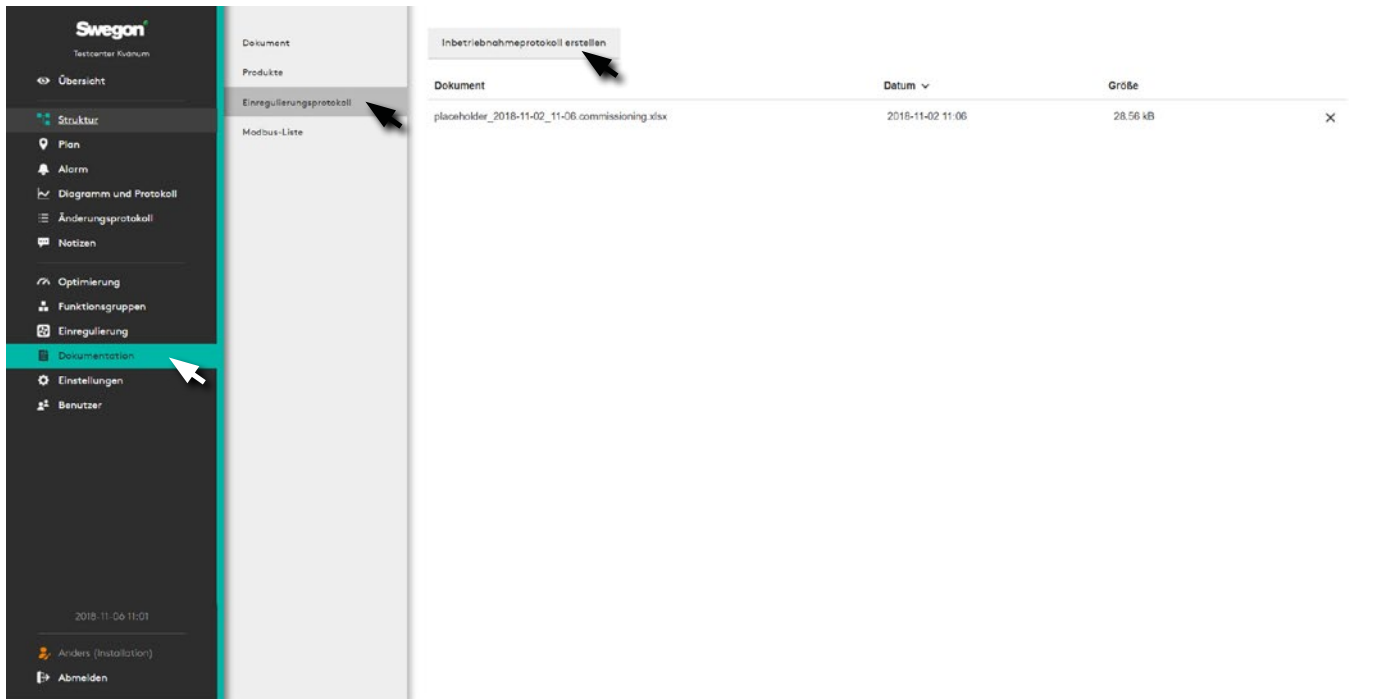 Swegon
Testcenter Kvänum
Übersicht
Struktur
Plan
Alarm
Diagramm und Protokoll
Änderungsprotokoll
Notizen
Optimierung
Funktionsgruppen
Einregulierung
Dokumentation
Einstellungen
Benutzer
2018-11-06 11:01
Anders (Installation)
Abmelden
Dokument
Produkte
Einregulierungsprotokoll
Modbus-Liste
Inbetriebnahmeprotokoll erstellen
Dokument Datum Größe
placeholder_2018-11-02_11-06.commissioning.xlsx 2018-11-02 11:06 28.56 kB